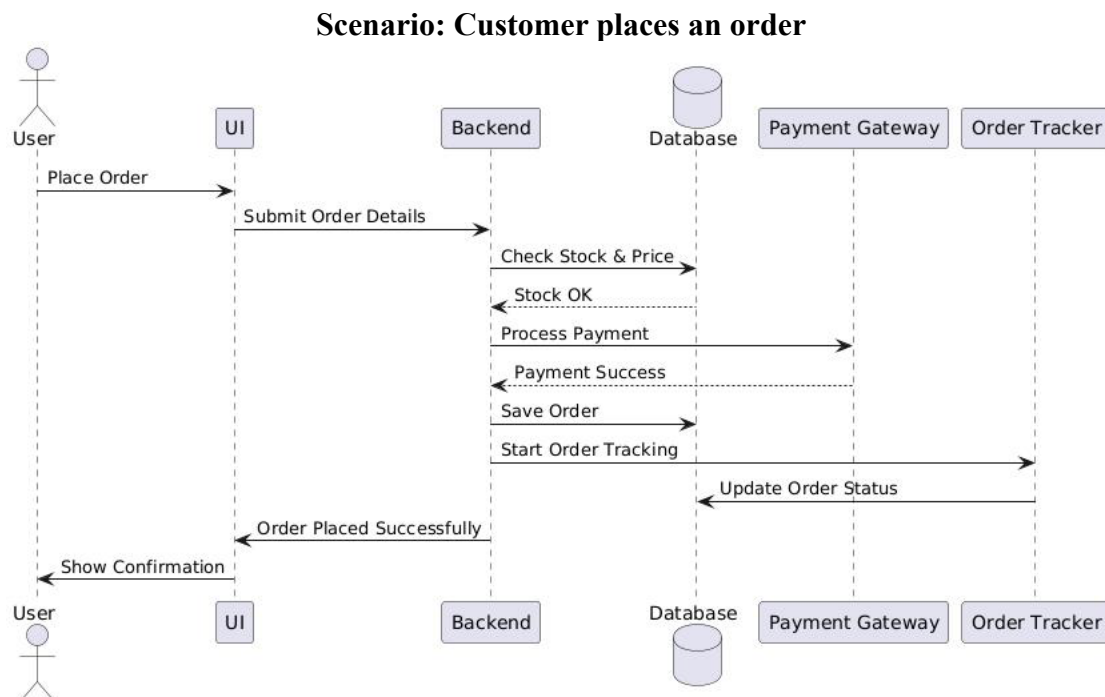 Scenario: Customer places an order
User
UI
Backend
Database
Payment Gateway
Order Tracker
Place Order
Submit Order Details
Check Stock & Price
Stock OK
Process Payment
Payment Success
Save Order
Start Order Tracking
Update Order Status
Order Placed Successfully
Show Confirmation
User
UI
Backend
Database
Payment Gateway
Order Tracker